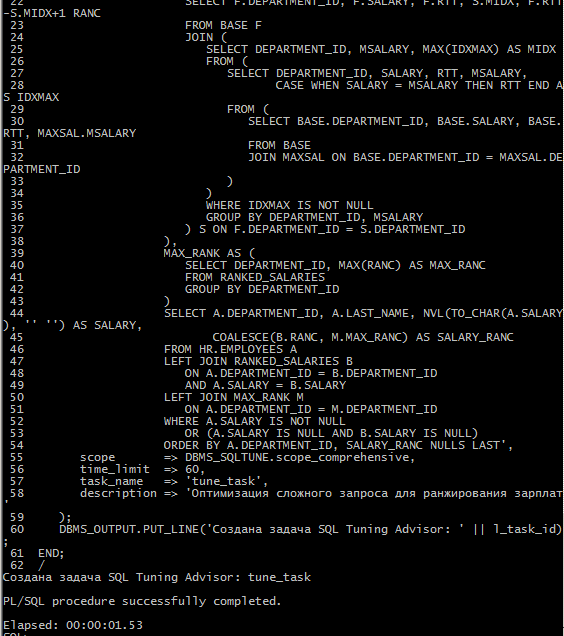 22 SELECT F.DEPARTMENT_ID, F.SALARY, F.RTT, S.MIDX, F.RTT
-S.MIDX+1 RANC
23 FROM BASE F
24 JOIN (
25 SELECT DEPARTMENT_ID, MSALARY, MAX(IDXMAX) AS MIDX
26 FROM (
27 SELECT DEPARTMENT_ID, SALARY, RTT, MSALARY,
28 CASE WHEN SALARY = MSALARY THEN RTT END A
S IDXMAX
29 FROM (
30 SELECT BASE.DEPARTMENT_ID, BASE.SALARY, BASE.
RTT, MAXSAL.MSALARY
31 FROM BASE
32 JOIN MAXSAL ON BASE.DEPARTMENT_ID = MAXSAL.DE
PARTMENT_ID
33 )
34 )
35 WHERE IDXMAX IS NOT NULL
36 GROUP BY DEPARTMENT_ID, MSALARY
37 ) S ON F.DEPARTMENT_ID = S.DEPARTMENT_ID
38 ),
39 MAX_RANK AS (
40 SELECT DEPARTMENT_ID, MAX(RANC) AS MAX_RANK
41 FROM RANKED_SALARIES
42 GROUP BY DEPARTMENT_ID
43 )
44 SELECT A.DEPARTMENT_ID, A.LAST_NAME, NVL(TO_CHAR(A.SALARY
), '' '') AS SALARY,
45 COALESCE(B.RANC, M.MAX_RANK) AS SALARY_RANC
46 FROM HR.EMPLOYEES A
47 LEFT JOIN RANKED_SALARIES B
48 ON A.DEPARTMENT_ID = B.DEPARTMENT_ID
49 AND A.SALARY = B.SALARY
50 LEFT JOIN MAX_RANK M
51 ON A.DEPARTMENT_ID = M.DEPARTMENT_ID
52 WHERE A.SALARY IS NOT NULL
53 OR (A.SALARY IS NULL AND B.SALARY IS NULL)
54 ORDER BY A.DEPARTMENT_ID, SALARY_RANC NULLS LAST',
55 scope => DBMS_SQLTUNE.scope_comprehensive,
56 time_limit => 60,
57 task_name => 'tune_task',
58 description => 'Оптимизация сложного запроса для ранжирования зарплат
'
59 );
60 DBMS_OUTPUT.PUT_LINE('Создана задача SQL Tuning Advisor: ' || l_task_id)
;
61 END;
62 /
Создана задача SQL Tuning Advisor: tune_task
PL/SQL procedure successfully completed.
Elapsed: 00:00:01.53
SQL>